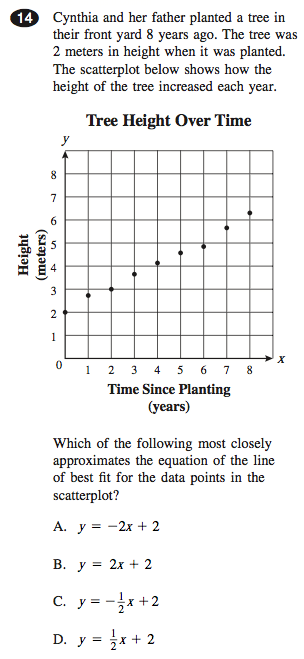 14 Cynthia and her father planted a tree in
their front yard 8 years ago. The tree was
2 meters in height when it was planted.
The scatterplot below shows how the
height of the tree increased each year.
Tree Height Over Time
y
8
7
6
5
4
3
2
1
0
Height
(meters)
1 2 3 4 5 6 7 8
x
Time Since Planting
(years)
Which of the following most closely
approximates the equation of the line
of best fit for the data points in the
scatterplot?
A. y = −2x + 2
B. y = 2x + 2
C. y = −1/2 x + 2
D. y = 1/2 x + 2